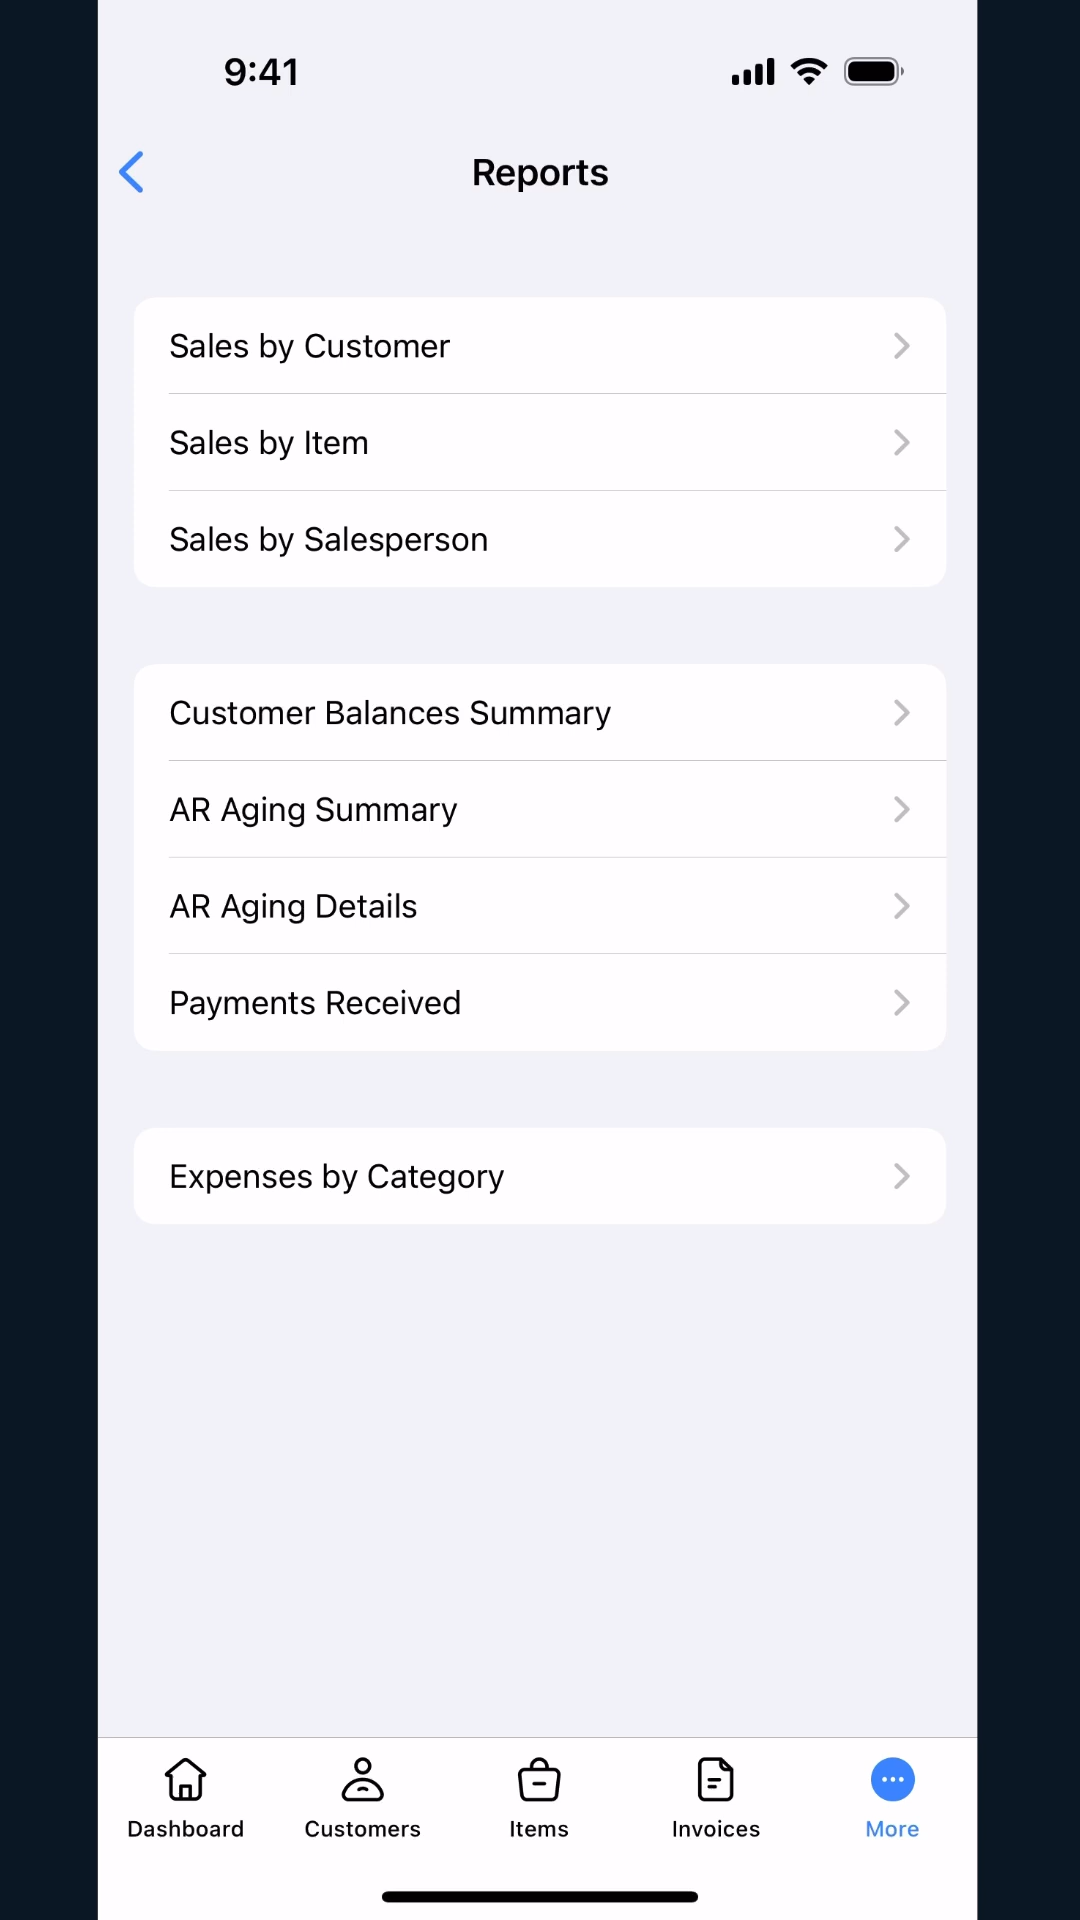 9:41
Reports
Sales by Customer
Sales by Item
Sales by Salesperson
Customer Balances Summary
AR Aging Summary
AR Aging Details
Payments Received
Expenses by Category
Dashboard
Customers
Items
Invoices
More